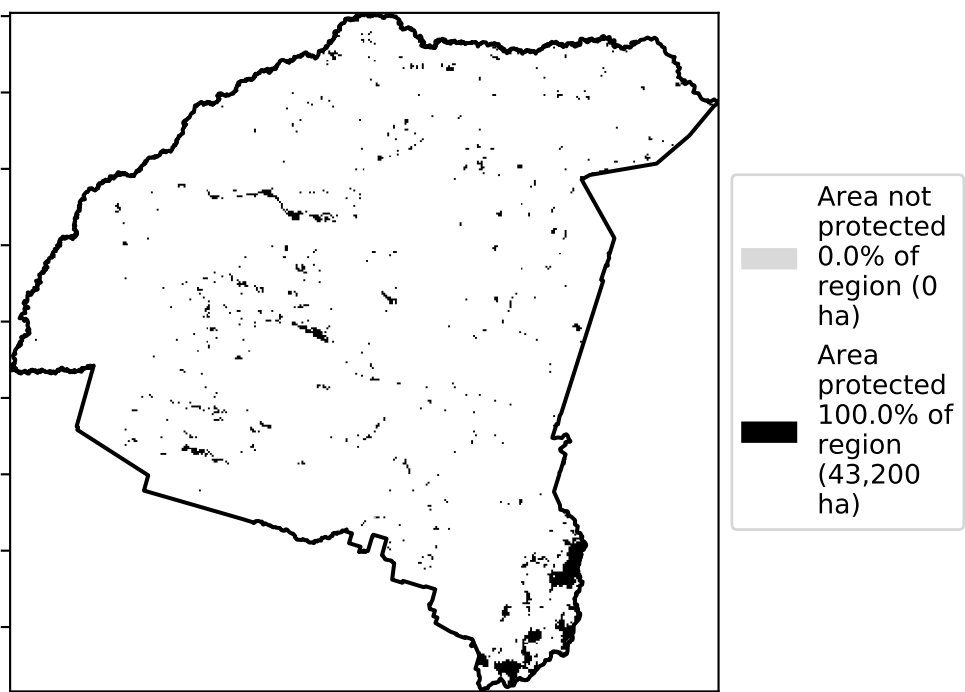 Area not
protected
0.0% of
region (0
ha)
Area
protected
100.0% of
region
(43,200
ha)